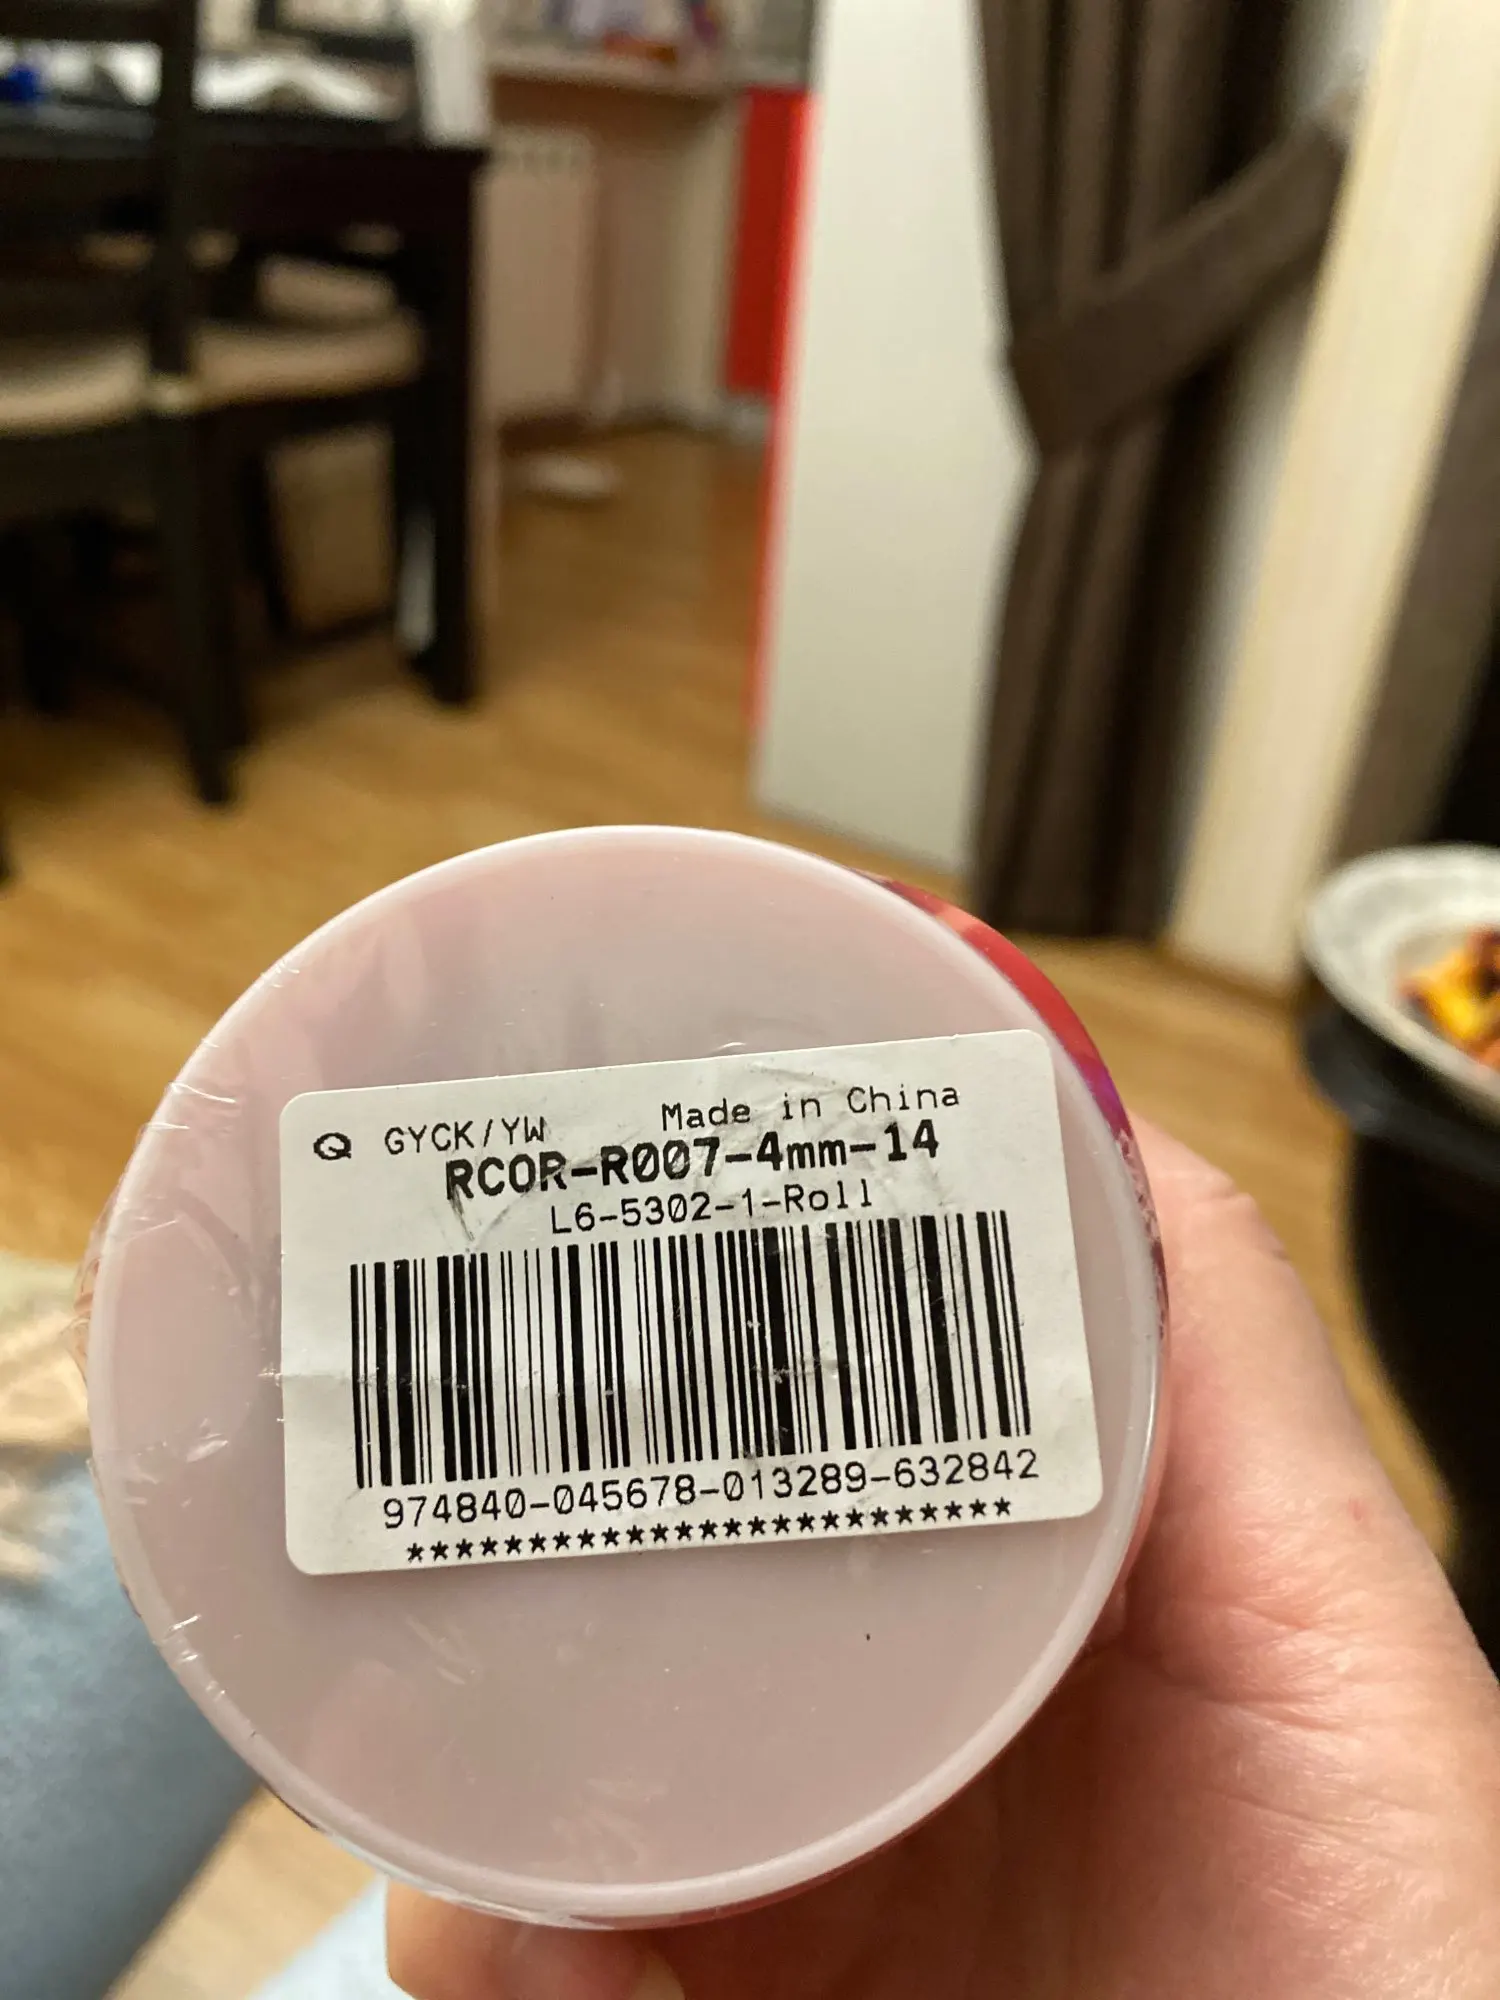 Q GYCK/YW Made in China
RCOR-R007-4mm-14
L6-5302-1-Roll
974840-045678-013289-632842
*************************